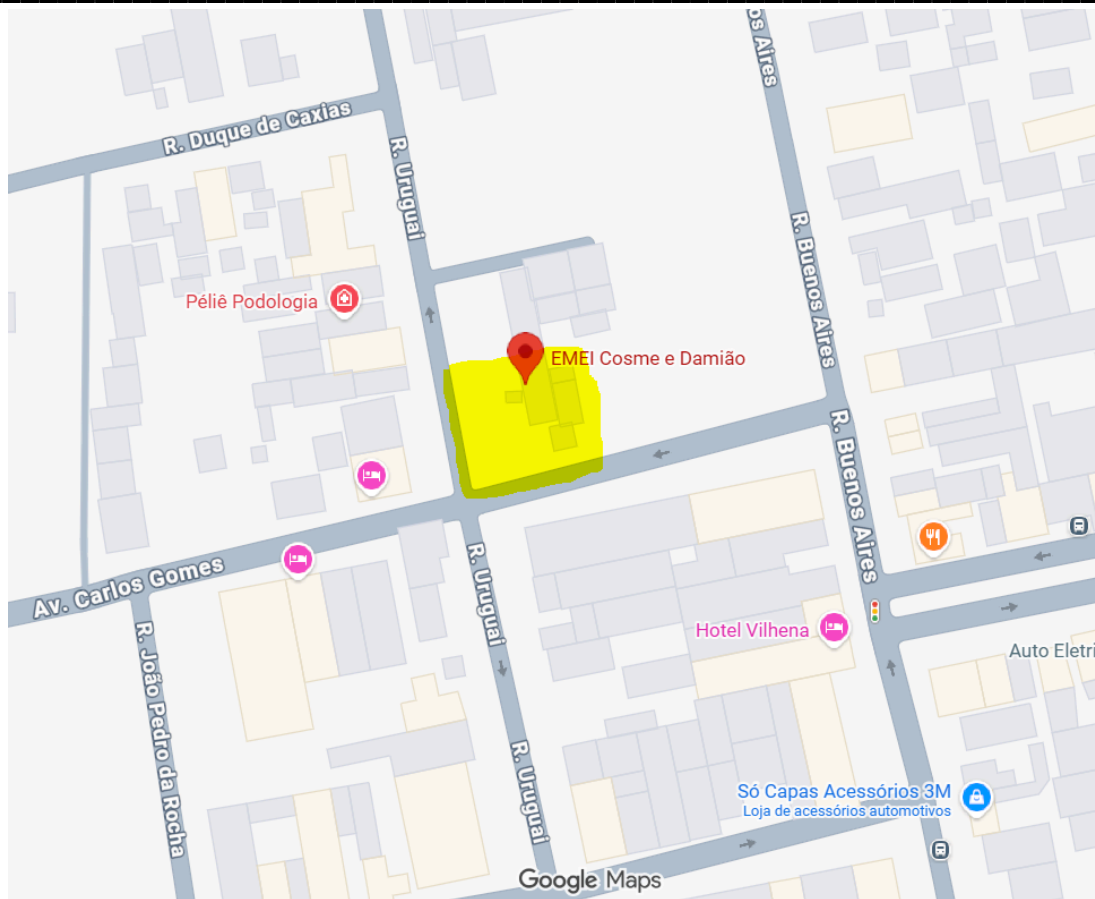 os Aires
R. Duque de Caxias
R. Uruguai
R. Buenos Aires
Péliê Podologia
EMEI Cosme e Damião
R. Buenos Aires
Av. Carlos Gomes
R. Uruguai
R. João Pedro da Rocha
Hotel Vilhena
Auto Eletri
R. Uruguai
Só Capas Acessórios 3M
Loja de acessórios automotivos
Google Maps